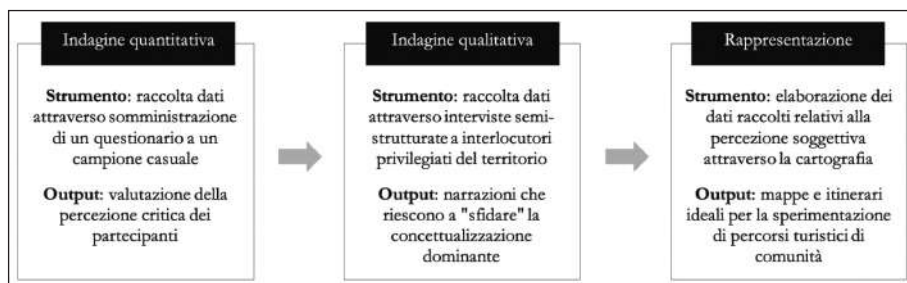 Indagine quantitativa
Strumento: raccolta dati
attraverso somministrazione
di un questionario a un
campione casuale
Output: valutazione della
percezione critica dei
partecipanti
Indagine qualitativa
Strumento: raccolta dati
attraverso interviste semi-
strutturate a interlocutori
privilegiati del territorio
Output: narrazioni che
riescono a "sfidare" la
concettualizzazione
dominante
Rappresentazione
Strumento: elaborazione dei
dati raccolti relativi alla
percezione soggettiva
attraverso la cartografia
Output: mappe e itinerari
ideali per la sperimentazione
di percorsi turistici di
comunità